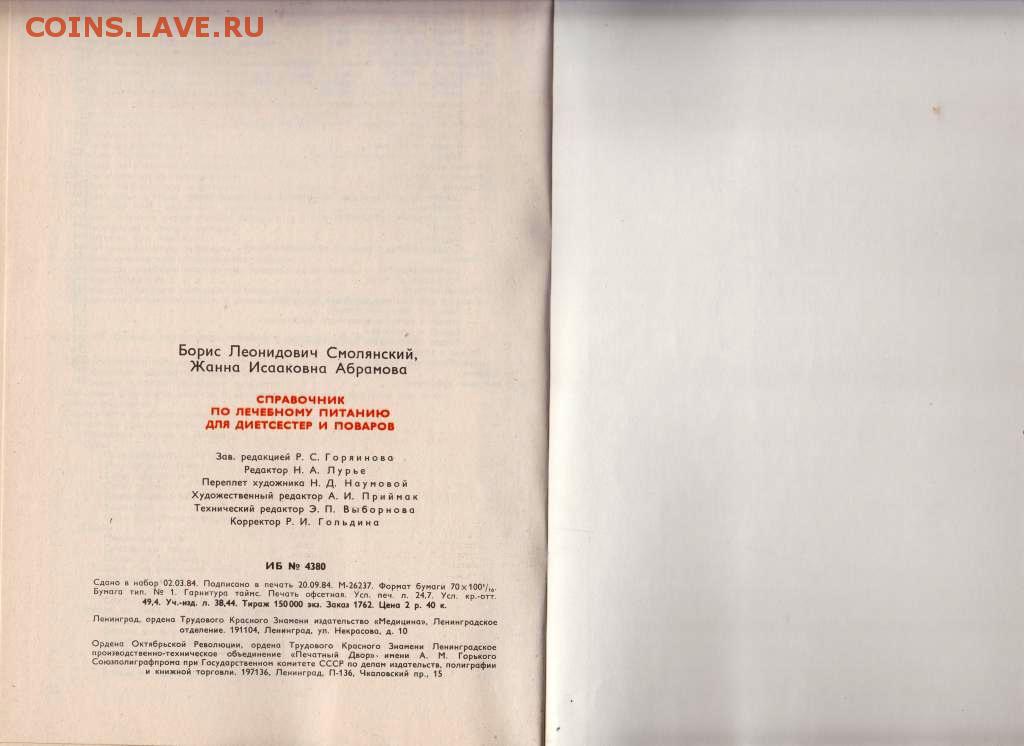 COINS.LAVE.RU
Борис Леонидович Смолянский,
Жанна Исааковна Абрамова
СПРАВОЧНИК
ПО ЛЕЧЕБНОМУ ПИТАНИЮ
ДЛЯ ДИЕТСЕСТЕР И ПОВАРОВ
Зав. редакцией Р. С. Горяинова
Редактор Н. А. Лурье
Переплет художника Н. Д. Наумовой
Художественный редактор А. И. Приймак
Технический редактор Э. П. Выборнова
Корректор Р. И. Гольдина
ИБ № 4380
Сдано в набор 02.03.84. Подписано в печать 20.09.84. М-26237. Формат бумаги 70×100¹/₁₆.
Бумага тип. № 1. Гарнитура таймс. Печать офсетная. Усл. печ. л. 24,7. Усл. кр.-отт.
49,4. Уч.-изд. л. 38,44. Тираж 150 000 экз. Заказ 1762. Цена 2 р. 40 к.
Ленинград, ордена Трудового Красного Знамени издательство «Медицина», Ленинградское
отделение. 191104, Ленинград, ул. Некрасова, д. 10
Ордена Октябрьской Революции, ордена Трудового Красного Знамени Ленинградское
производственно-техническое объединение «Печатный Двор» имени А. М. Горького
Союзполиграфпрома при Государственном комитете СССР по делам издательств, полиграфии
и книжной торговли. 197136, Ленинград, П-136, Чкаловский пр., 15